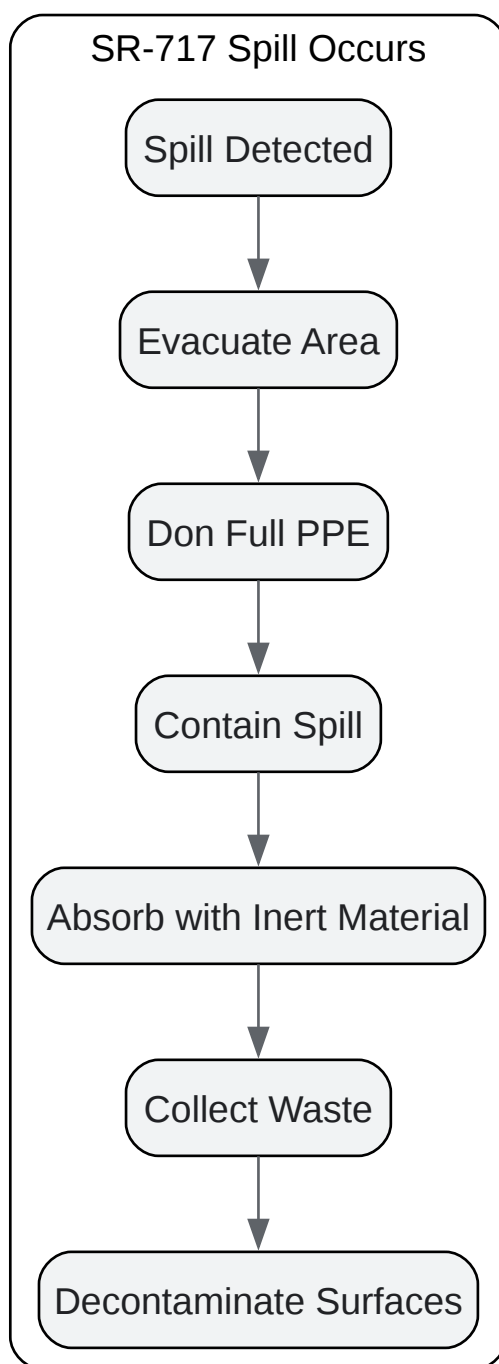 SR-717 Spill Occurs
Spill Detected
Evacuate Area
Don Full PPE
Contain Spill
Absorb with Inert Material
Collect Waste
Decontaminate Surfaces